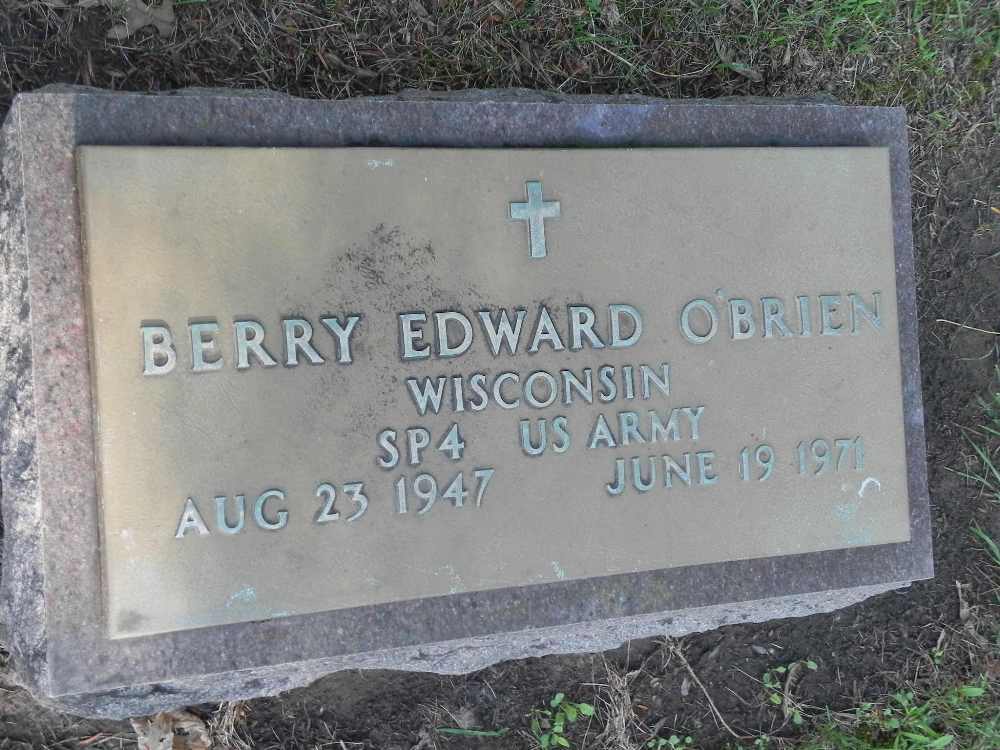 BERRY EDWARD O'BRIEN
WISCONSIN
SP4 US ARMY
AUG 23 1947 JUNE 19 1971